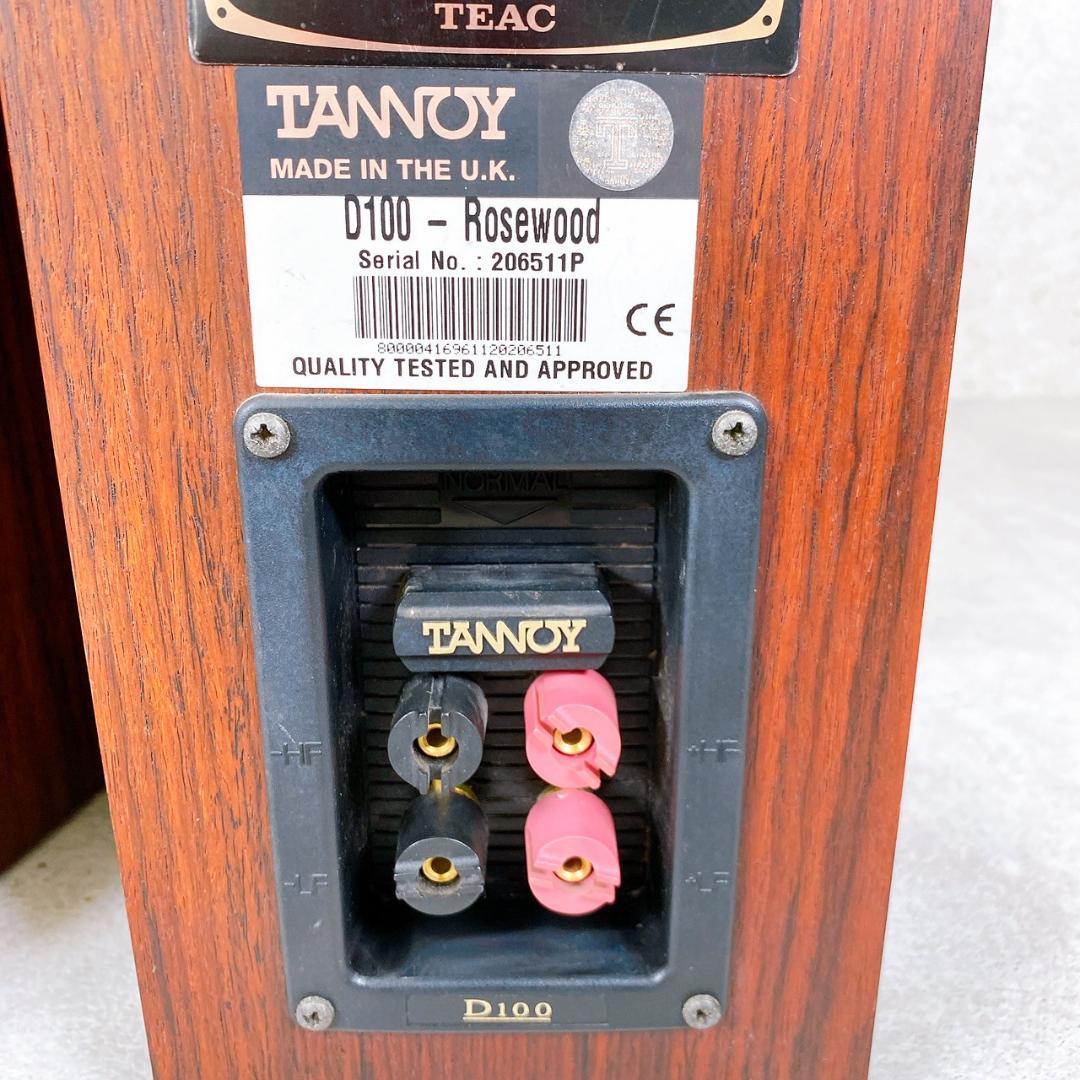 TEAC
TANNOY
MADE IN THE U.K.
D100 - Rosewood
Serial No. : 206511P
CE
80000416961120206511
QUALITY TESTED AND APPROVED
NORMAL
TANNOY
-HF +HF
-LF +LF
D100